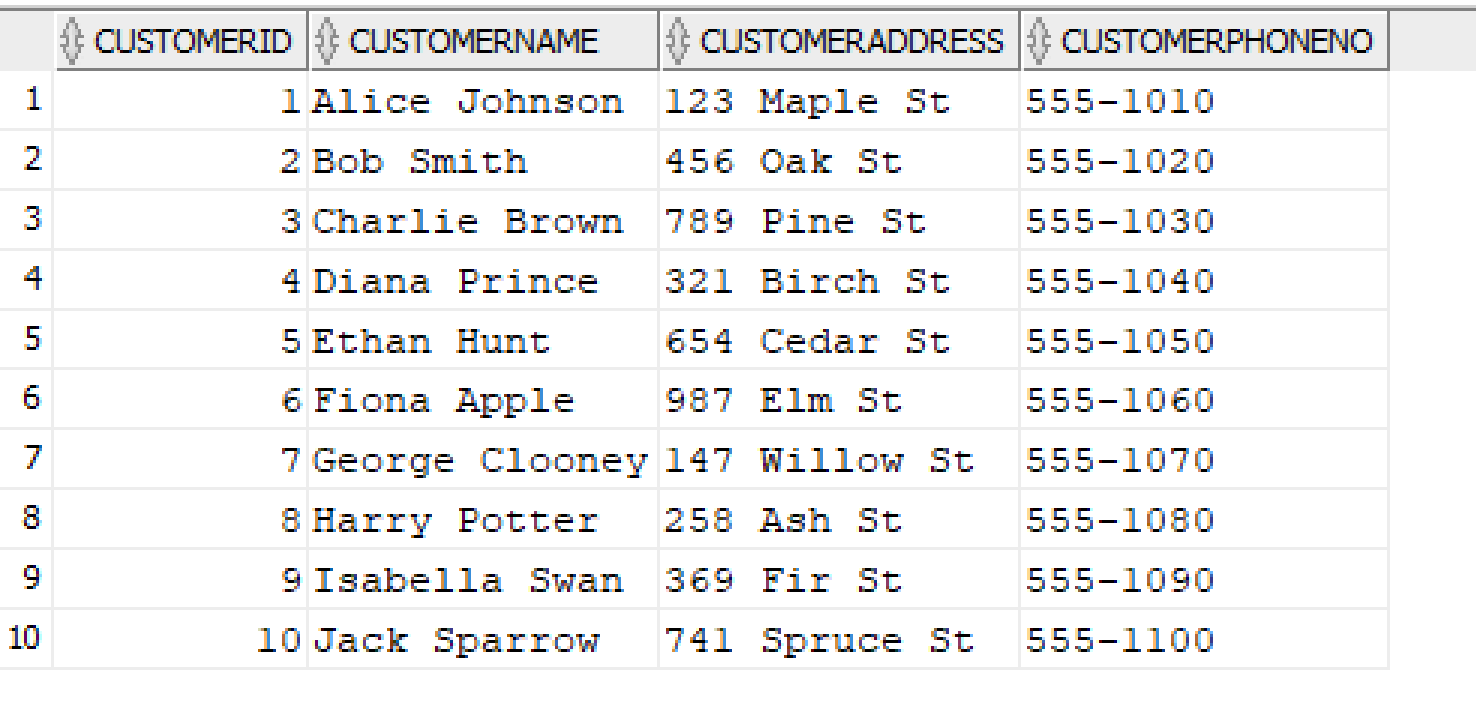 CUSTOMERID CUSTOMERNAME CUSTOMERADDRESS CUSTOMERPHONENO
1 1 Alice Johnson 123 Maple St 555-1010
2 2 Bob Smith 456 Oak St 555-1020
3 3 Charlie Brown 789 Pine St 555-1030
4 4 Diana Prince 321 Birch St 555-1040
5 5 Ethan Hunt 654 Cedar St 555-1050
6 6 Fiona Apple 987 Elm St 555-1060
7 7 George Clooney 147 Willow St 555-1070
8 8 Harry Potter 258 Ash St 555-1080
9 9 Isabella Swan 369 Fir St 555-1090
10 10 Jack Sparrow 741 Spruce St 555-1100